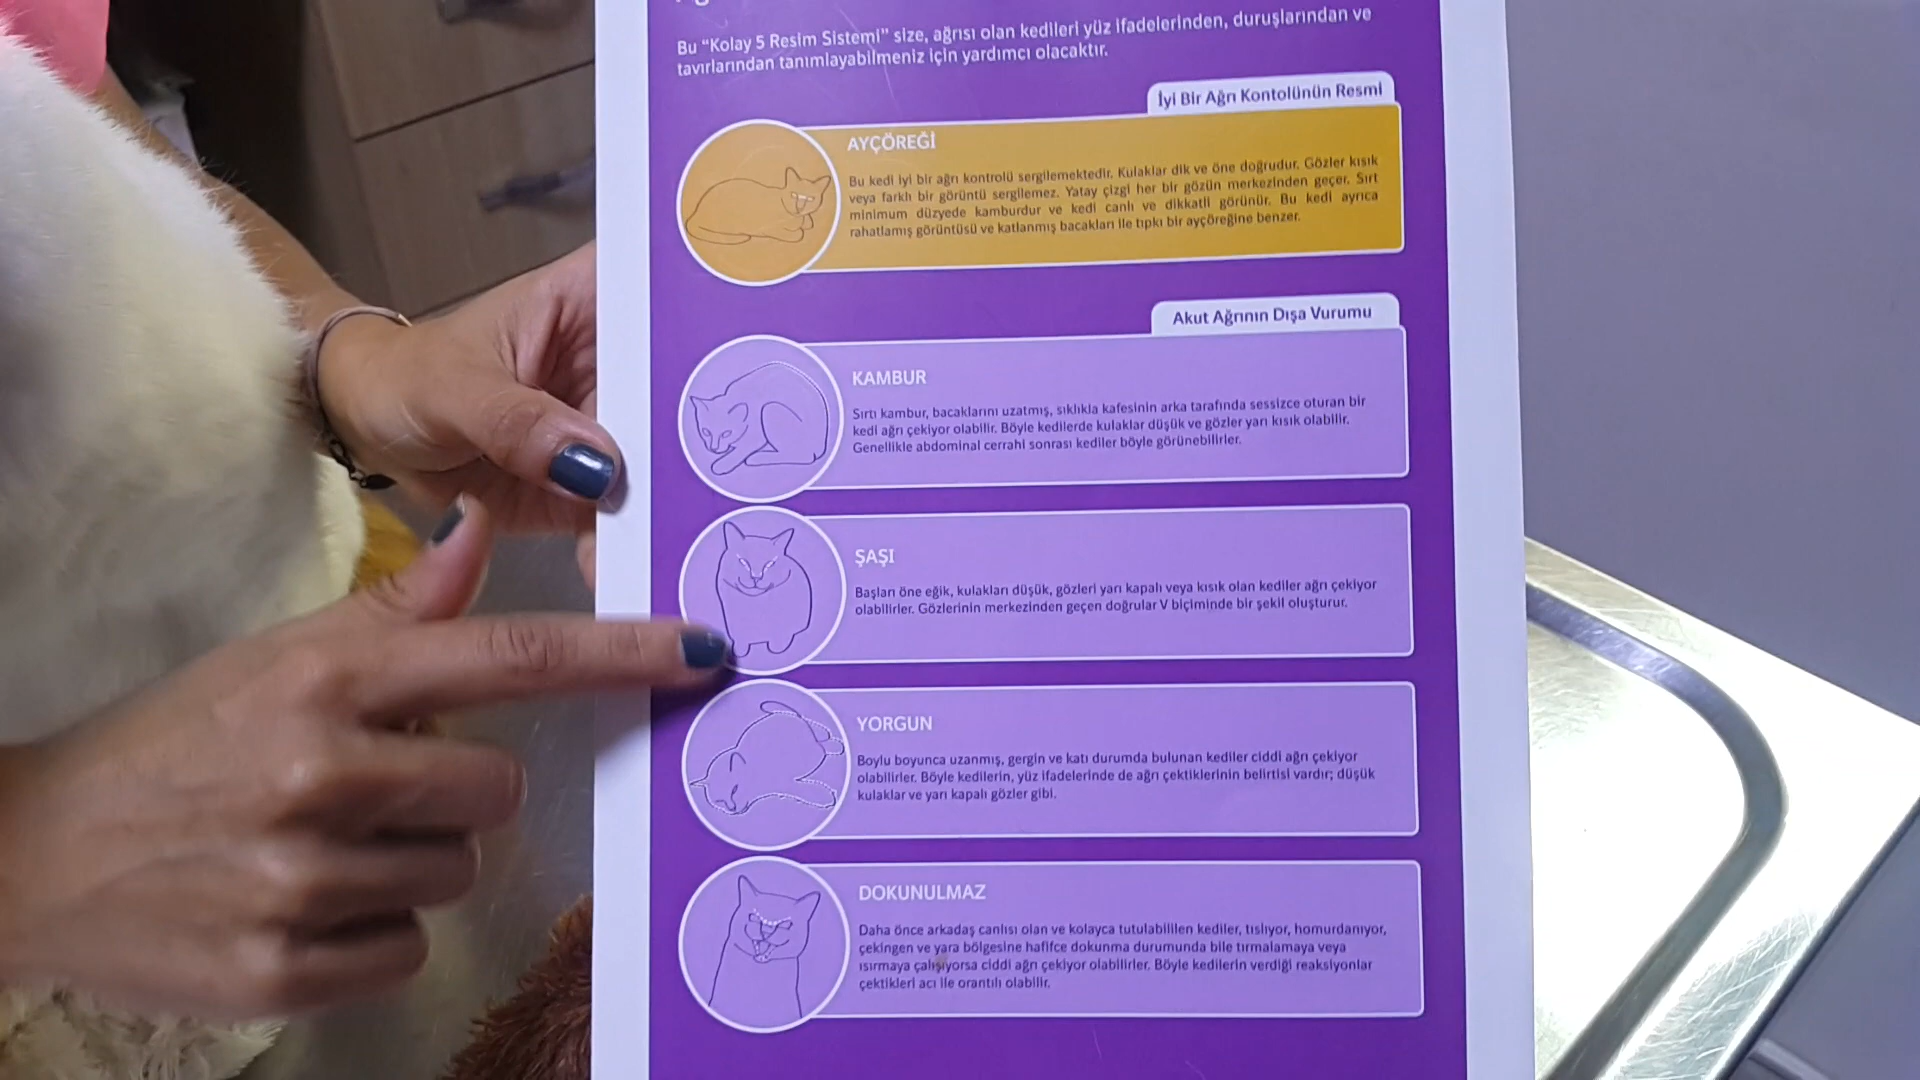 Bu “Kolay 5 Resim Sistemi” size, ağrısı olan kedileri yüz ifadelerinden, duruşlarından ve
tavırlarından tanımlayabilmeniz için yardımcı olacaktır.
İyi Bir Ağrı Kontolünün Resmi
AYÇÖREĞİ
Bu kedi iyi bir ağrı kontrolü sergilemektedir. Kulaklar dik ve öne doğrudur. Gözler kısık
veya farklı bir görüntü sergilemez. Yatay çizgi her bir gözün merkezinden geçer. Sırt
minimum düzeyde kamburdur ve kedi canlı ve dikkatli görünür. Bu kedi ayrıca
rahatlamış görüntüsü ve katlanmış bacakları ile tıpkı bir ayçöreğine benzer.
Akut Ağrının Dışa Vurumu
KAMBUR
Sırtı kambur, bacaklarını uzatmış, sıklıkla kafesinin arka tarafında sessizce oturan bir
kedi ağrı çekiyor olabilir. Böyle kedilerde kulaklar düşük ve gözler yarı kısık olabilir.
Genellikle abdominal cerrahi sonrası kediler böyle görünebilirler.
ŞAŞI
Başları öne eğik, kulakları düşük, gözleri yarı kapalı veya kısık olan kediler ağrı çekiyor
olabilirler. Gözlerinin merkezinden geçen doğrular V biçiminde bir şekil oluşturur.
YORGUN
Boylu boyunca uzanmış, gergin ve katı durumda bulunan kediler ciddi ağrı çekiyor
olabilirler. Böyle kedilerin, yüz ifadelerinde de ağrı çektiklerinin belirtisi vardır; düşük
kulaklar ve yarı kapalı gözler gibi.
DOKUNULMAZ
Daha önce arkadaş canlısı olan ve kolayca tutulabililen kediler, tıslıyor, homurdanıyor,
çekingen ve yara bölgesine hafifce dokunma durumunda bile tırmalamaya veya
ısırmaya çalışıyorsa ciddi ağrı çekiyor olabilirler. Böyle kedilerin verdiği reaksiyonlar
çektikleri acı ile orantılı olabilir.